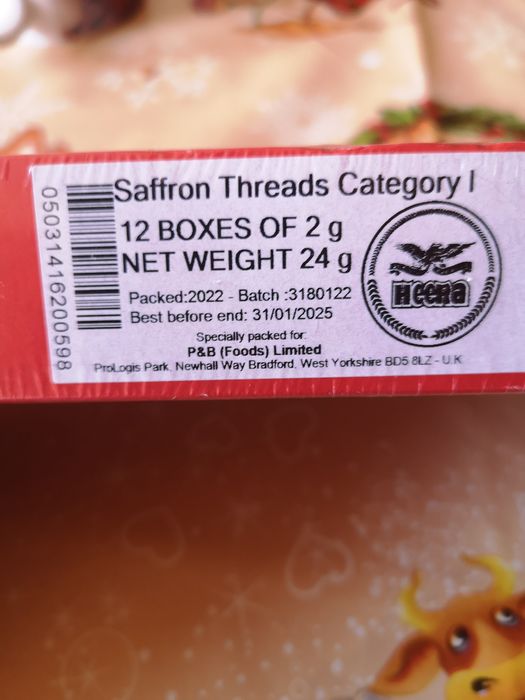 Saffron Threads Category I
12 BOXES OF 2 g
NET WEIGHT 24 g
Packed:2022 - Batch :3180122
Best before end: 31/01/2025
Specially packed for:
P&B (Foods) Limited
ProLogis Park, Newhall Way Bradford, West Yorkshire BD5 8LZ - U.K
Heera
05031416200598